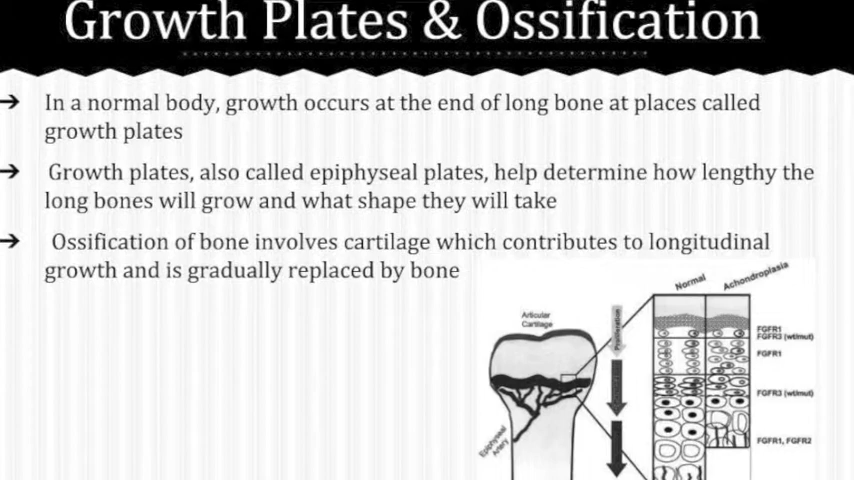 Growth Plates & Ossification
➔ In a normal body, growth occurs at the end of long bone at places called
growth plates
➔ Growth plates, also called epiphyseal plates, help determine how lengthy the
long bones will grow and what shape they will take
➔ Ossification of bone involves cartilage which contributes to longitudinal
growth and is gradually replaced by bone
Normal
Achondroplasia
Articular
Cartilage
Proliferation
FGFR1
FGFR3 (wt/mut)
FGFR1
FGFR3 (wt/mut)
Epiphyseal
Artery
FGFR1, FGFR2